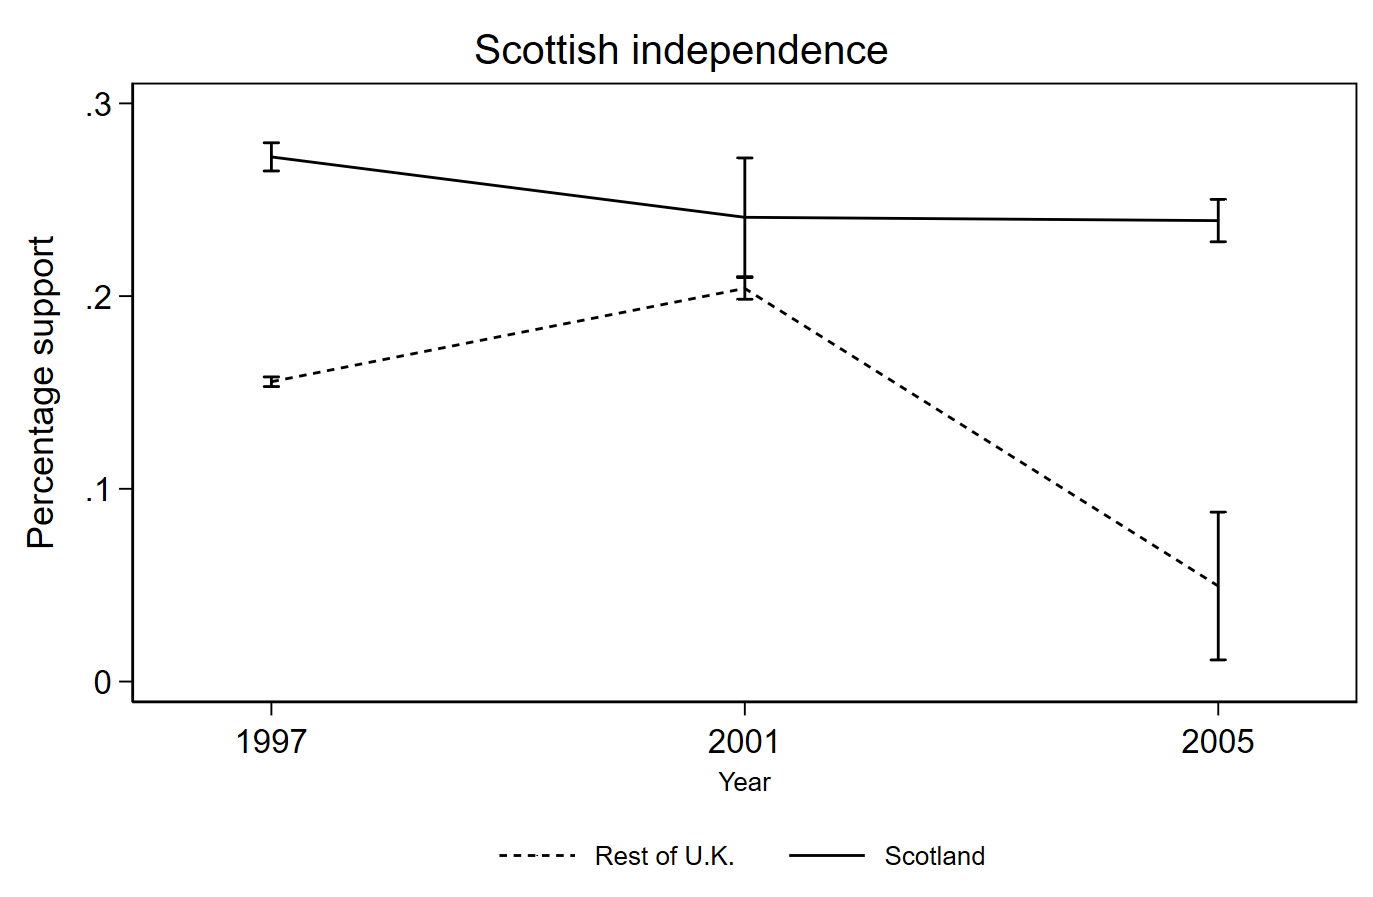 Scottish independence
Percentage support
.3
.2
.1
0
1997 2001 2005
Year
Rest of U.K. Scotland